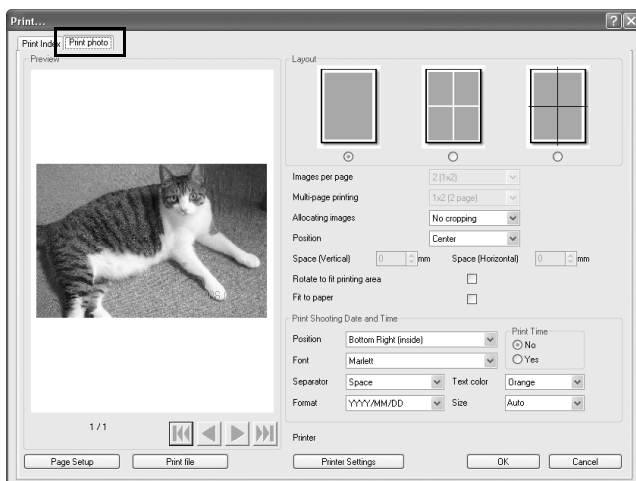 Print...
Print Index Print photo
Preview
Layout
Images per page 2 (1x2)
Multi-page printing 1x2 (2 page)
Allocating images No cropping
Position Center
Space (Vertical) 0 mm Space (Horizontal) 0 mm
Rotate to fit printing area
Fit to paper
Print Shooting Date and Time
Position Bottom Right (inside)
Print Time
No
Font Marlett
Yes
Separator Space Text color Orange
Format YYYY/MM/DD Size Auto
1 / 1
Printer
Page Setup Print file Printer Settings OK Cancel